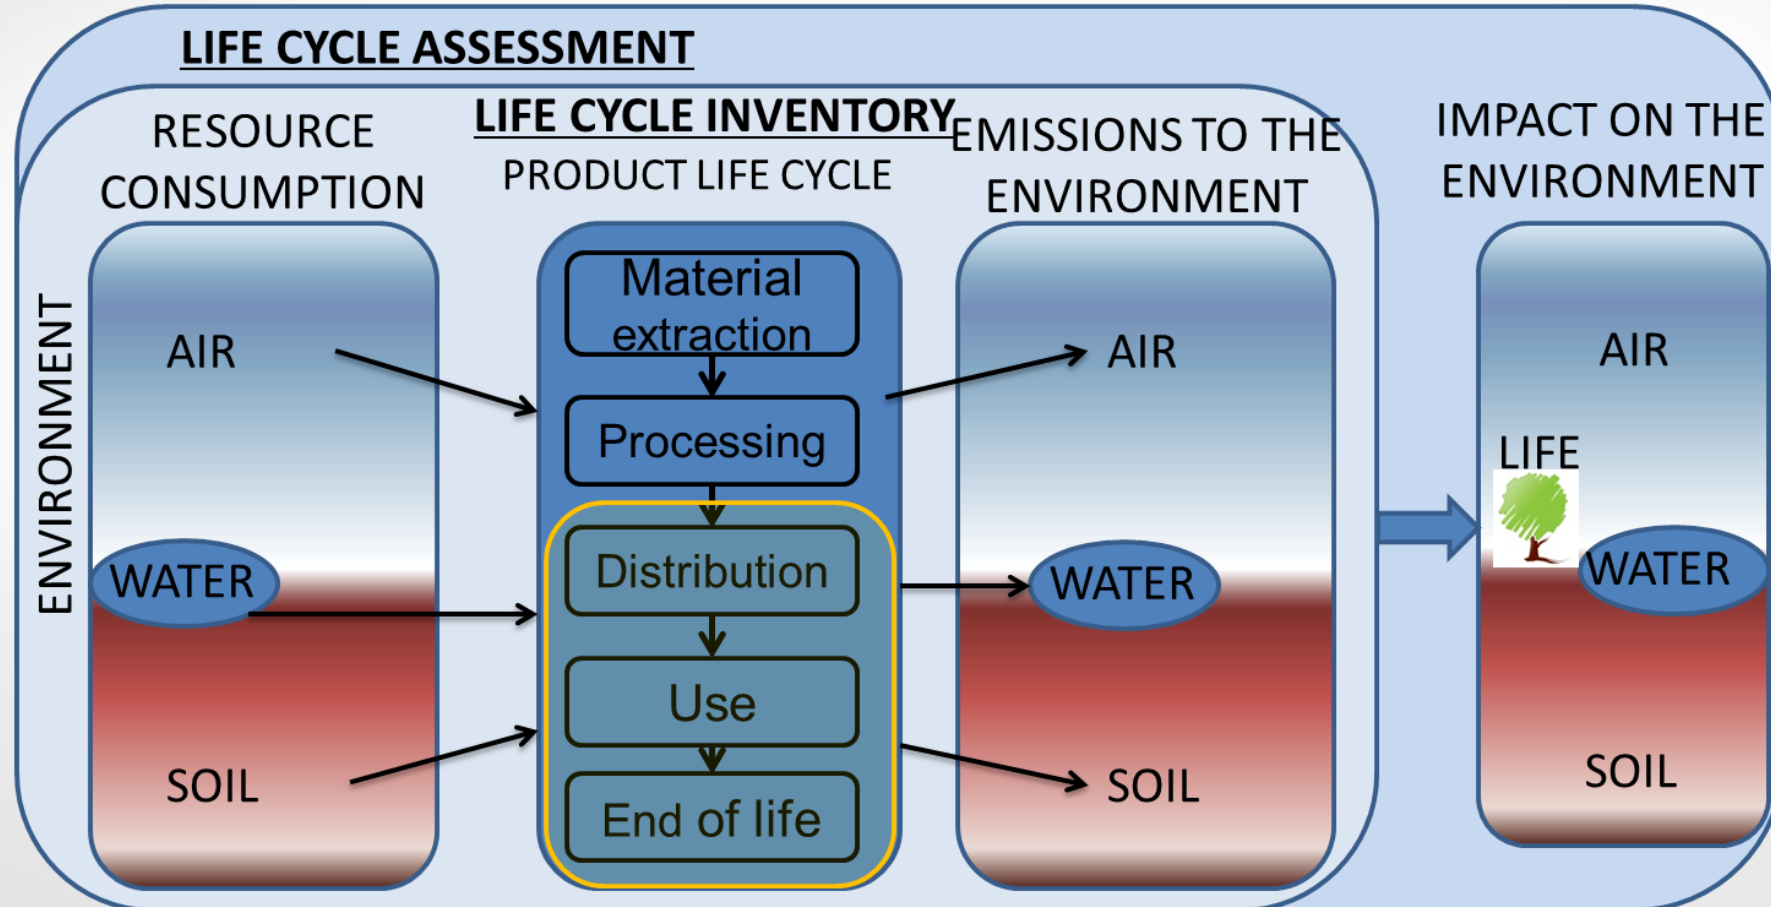 LIFE CYCLE ASSESSMENT
LIFE CYCLE INVENTORY
RESOURCE
CONSUMPTION
PRODUCT LIFE CYCLE
EMISSIONS TO THE
ENVIRONMENT
IMPACT ON THE
ENVIRONMENT
ENVIRONMENT
AIR
WATER
SOIL
Material
extraction
Processing
Distribution
Use
End of life
AIR
WATER
SOIL
AIR
LIFE
WATER
SOIL